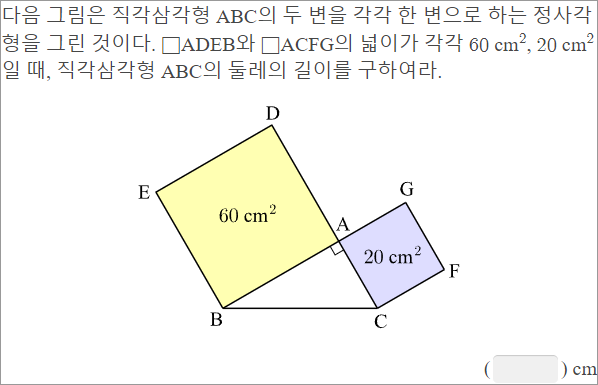 다음 그림은 직각삼각형 ABC의 두 변을 각각 한 변으로 하는 정사각
형을 그린 것이다. □ADEB와 □ACFG의 넓이가 각각 60 cm², 20 cm²
일 때, 직각삼각형 ABC의 둘레의 길이를 구하여라.
D
E
G
60 cm²
A
20 cm²
F
B
C
( ) cm